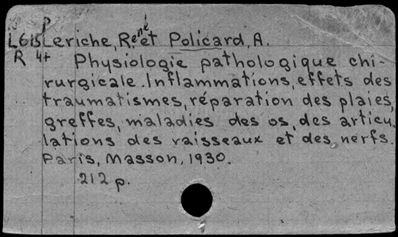 P
L615 Leriche, René et Policard, A.
R 4+ Physiologie pathologique chi-
rurgicale. Inflammations, effets des
traumatismes, réparation des plaies,
greffes, maladies des os, des articu-
lations des vaisseaux et des nerfs.
Paris, Masson, 1930.
212 p.